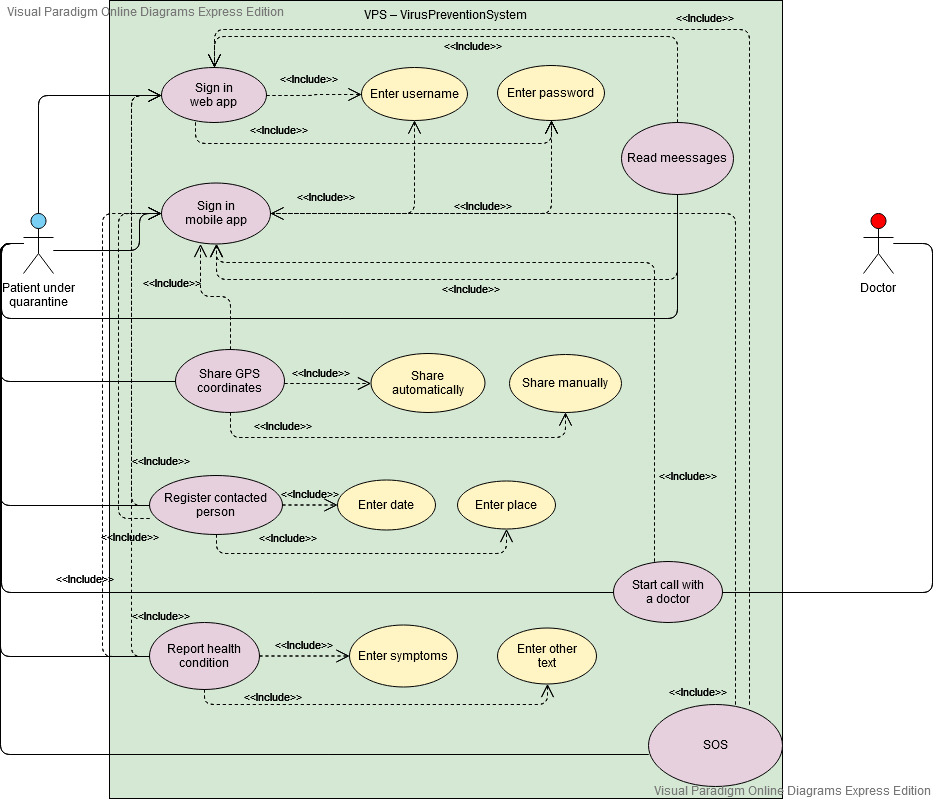 Visual Paradigm Online Diagrams Express Edition
VPS – VirusPreventionSystem
<<Include>>
<<Include>>
Sign in
web app
<<Include>>
Enter username
Enter password
<<Include>>
Read meessages
Sign in
mobile app
<<Include>>
<<Include>>
Patient under
quarantine
Doctor
<<Include>>
<<Include>>
Share GPS
coordinates
<<Include>>
Share
automatically
Share manually
<<Include>>
<<Include>>
<<Include>>
Register contacted
person
<<Include>>
Enter date
Enter place
<<Include>>
<<Include>>
<<Include>>
Start call with
a doctor
<<Include>>
Report health
condition
<<Include>>
Enter symptoms
Enter other
text
<<Include>>
<<Include>>
SOS
Visual Paradigm Online Diagrams Express Edition